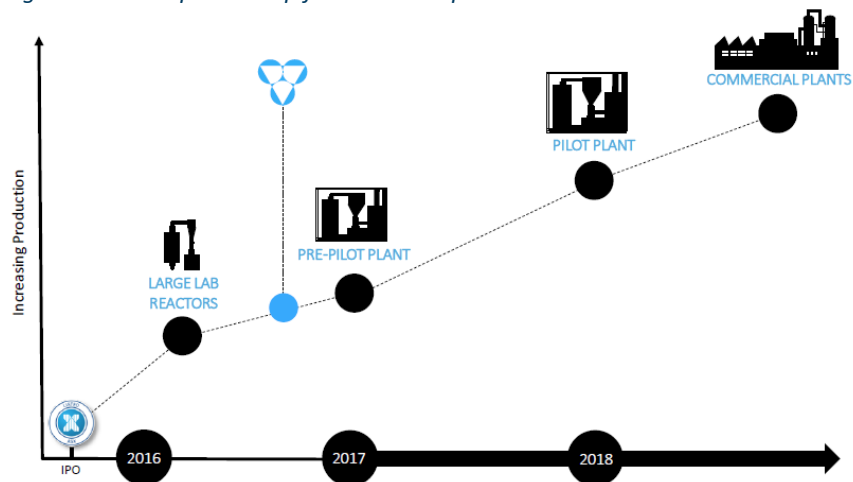 COMMERCIAL PLANTS
PILOT PLANT
PRE-PILOT PLANT
LARGE LAB
REACTORS
Increasing Production
2016
2017
2018
IPO